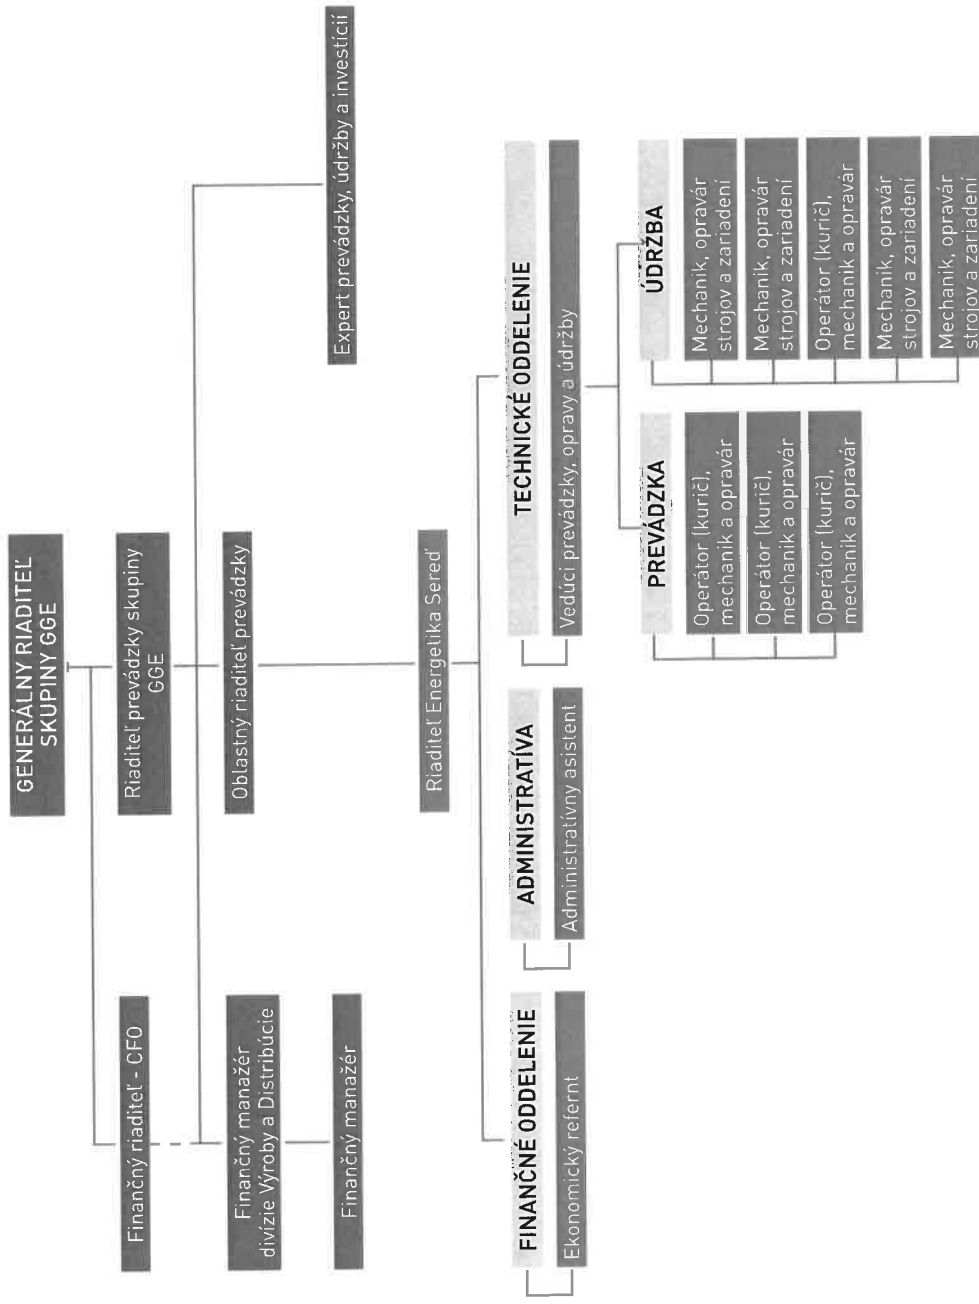 GENERÁLNY RIADITEĽ
SKUPINY GGE
Finančný riaditeľ - CFO
Riaditeľ prevádzky skupiny
GGE
Finančný manažér
divízie Výroby a Distribúcie
Oblastný riaditeľ prevádzky
Finančný manažér
Expert prevádzky, údržby a investícií
Riaditeľ Energetika Sereď
FINANČNÉ ODDELENIE
Ekonomický refernt
ADMINISTRATÍVA
Administratívny asistent
TECHNICKÉ ODDELENIE
Vedúci prevádzky, opravy a údržby
PREVÁDZKA
Operátor (kurič),
mechanik a opravár
Operátor (kurič),
mechanik a opravár
Operátor (kurič),
mechanik a opravár
ÚDRŽBA
Mechanik, opravár
strojov a zariadení
Mechanik, opravár
strojov a zariadení
Operátor (kurič),
mechanik a opravár
Mechanik, opravár
strojov a zariadení
Mechanik, opravár
strojov a zariadení